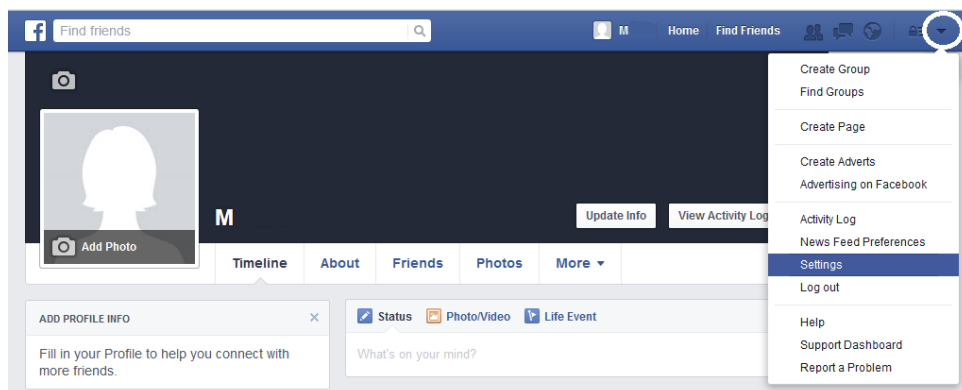 f Find friends M Home Find Friends
Create Group
Find Groups
Create Page
Create Adverts
Advertising on Facebook
Activity Log
News Feed Preferences
Settings
Log out
Help
Support Dashboard
Report a Problem
M
Update Info View Activity Log
Add Photo
Timeline About Friends Photos More
ADD PROFILE INFO
Fill in your Profile to help you connect with
more friends.
Status Photo/Video Life Event
What's on your mind?